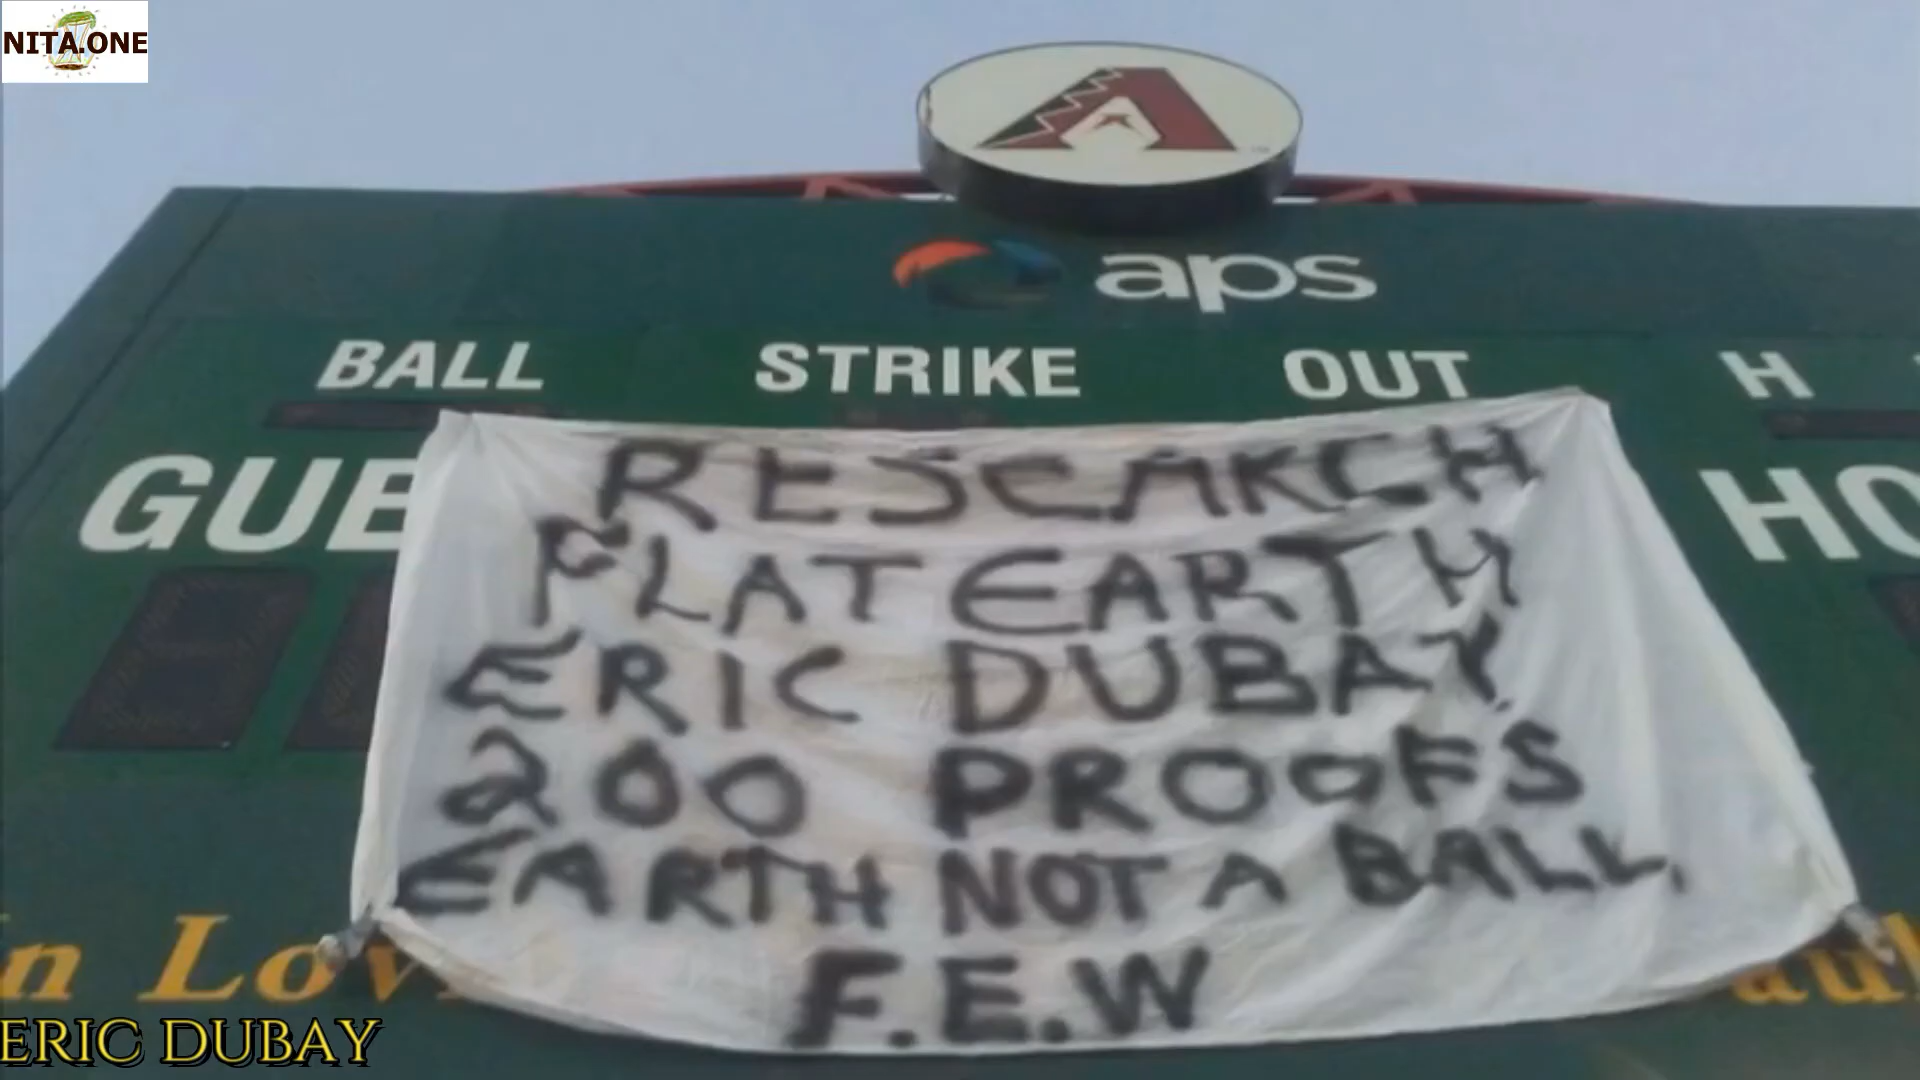 NITA.ONE
A
aps
BALL STRIKE OUT H
GUE HO
RESEARCH
FLAT EARTH
ERIC DUBAY.
200 PROOFS
EARTH NOT A BALL.
F.E.W
n Lov
ERIC DUBAY